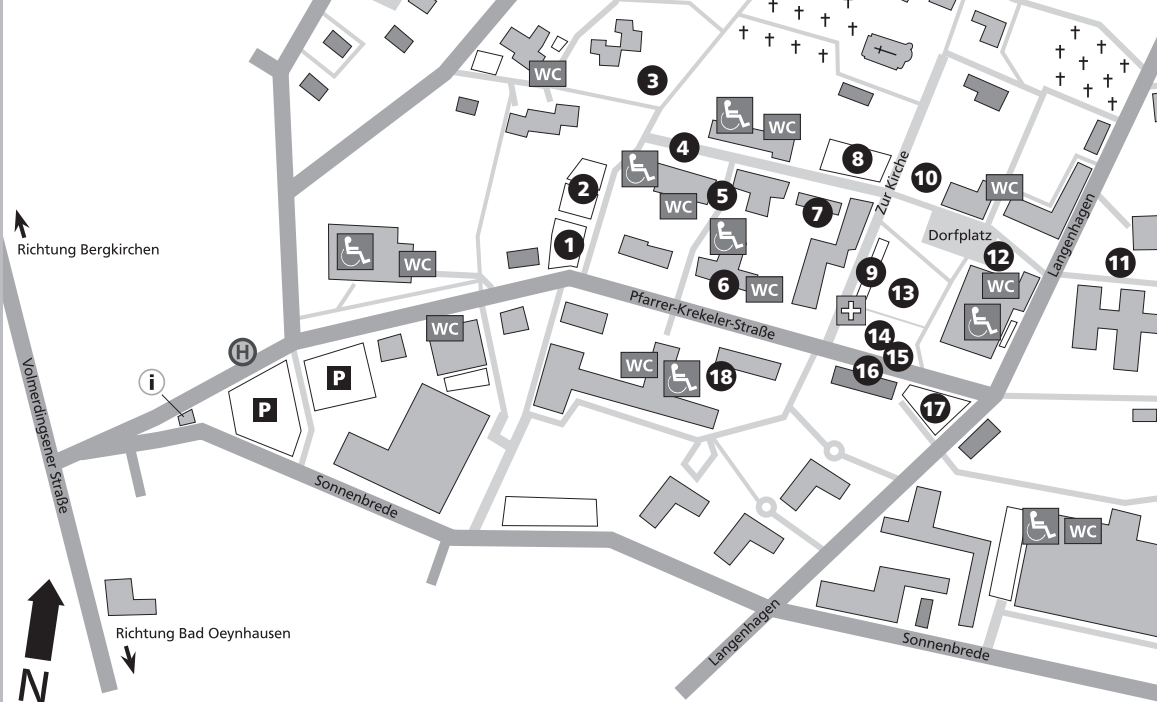 WC
3
WC
4
8
Zur Kirche
10
WC
2
WC
5
7
Langenhagen
Richtung Bergkirchen
Dorfplatz
1
WC
12
11
9
6
WC
WC
13
Pfarrer-Krekeler-Straße
WC
14
15
H
WC
18
16
i
P
P
17
Volmerdingsener Straße
Sonnenbrede
WC
Richtung Bad Oeynhausen
Langenhagen
Sonnenbrede
N